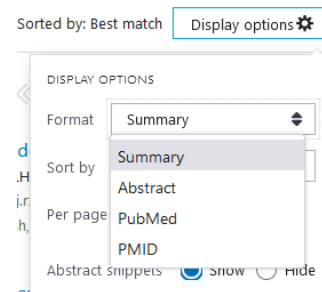 Sorted by: Best match
Display options
DISPLAY OPTIONS
Format
Summary
Summary
Sort by
Abstract
Per page
PubMed
PMID
Abstract snippets
Show
Hide